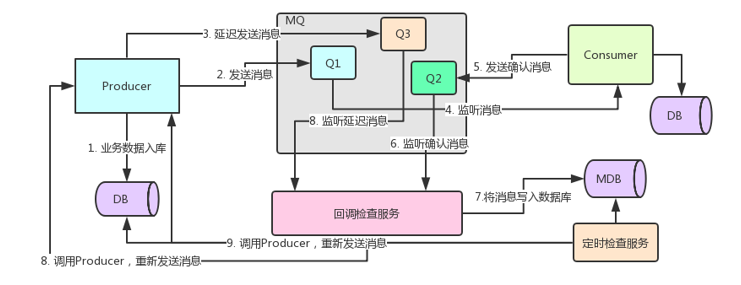 MQ
3. 延迟发送消息
Q3
Producer
2. 发送消息
Q1
Q2
5. 发送确认消息
Consumer
4. 监听消息
DB
8. 监听延迟消息
6. 监听确认消息
1. 业务数据入库
DB
回调检查服务
7.将消息写入数据库
MDB
9. 调用Producer，重新发送消息
定时检查服务
8. 调用Producer，重新发送消息